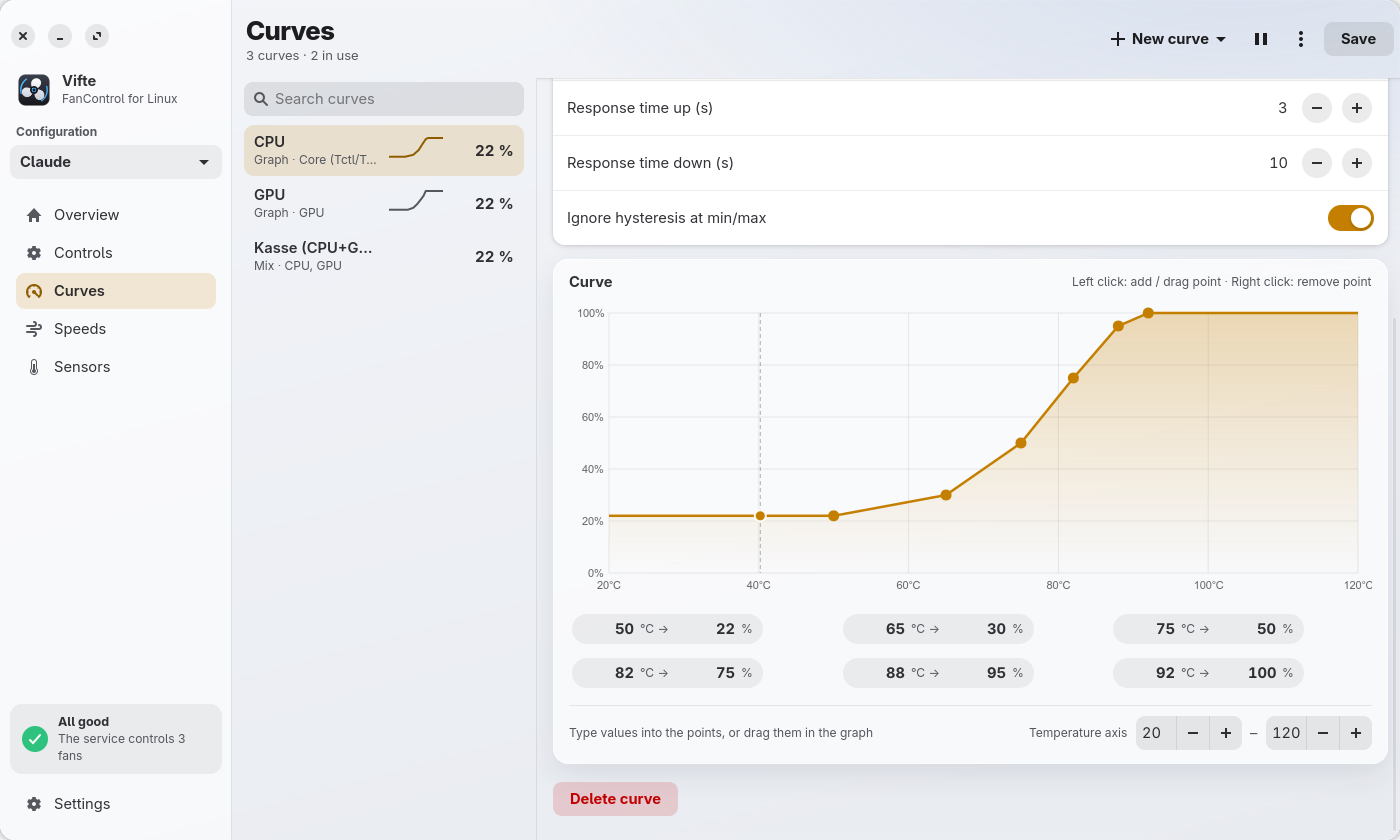 Vifte
FanControl for Linux
Configuration
Claude
Overview
Controls
Curves
Speeds
Sensors
All good
The service controls 3
fans
Settings
Curves
3 curves · 2 in use
New curve
Save
Search curves
CPU
Graph · Core (Tctl/T...
22 %
GPU
Graph · GPU
22 %
Kasse (CPU+G...
Mix · CPU, GPU
22 %
Response time up (s)
3
Response time down (s)
10
Ignore hysteresis at min/max
Curve
Left click: add / drag point · Right click: remove point
100%
80%
60%
40%
20%
0%
20°C 40°C 60°C 80°C 100°C 120°C
50 °C → 22 %
65 °C → 30 %
75 °C → 50 %
82 °C → 75 %
88 °C → 95 %
92 °C → 100 %
Type values into the points, or drag them in the graph
Temperature axis 20 – 120
Delete curve